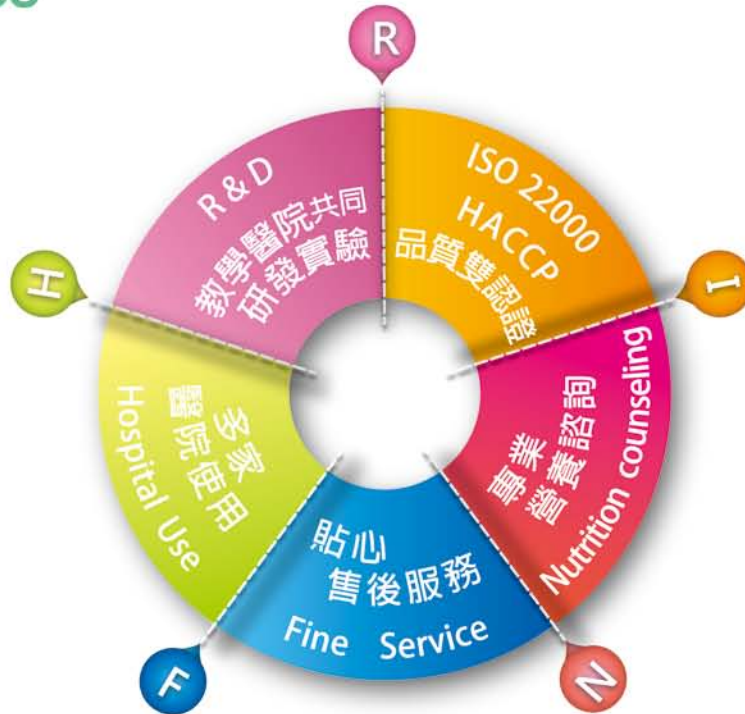 R
R & D
教學醫院共同
研發實驗
I
ISO 22000
HACCP
品質雙認證
N
專業
營養諮詢
Nutrition counseling
F
貼心
售後服務
Fine Service
H
多家
醫院使用
Hospital Use